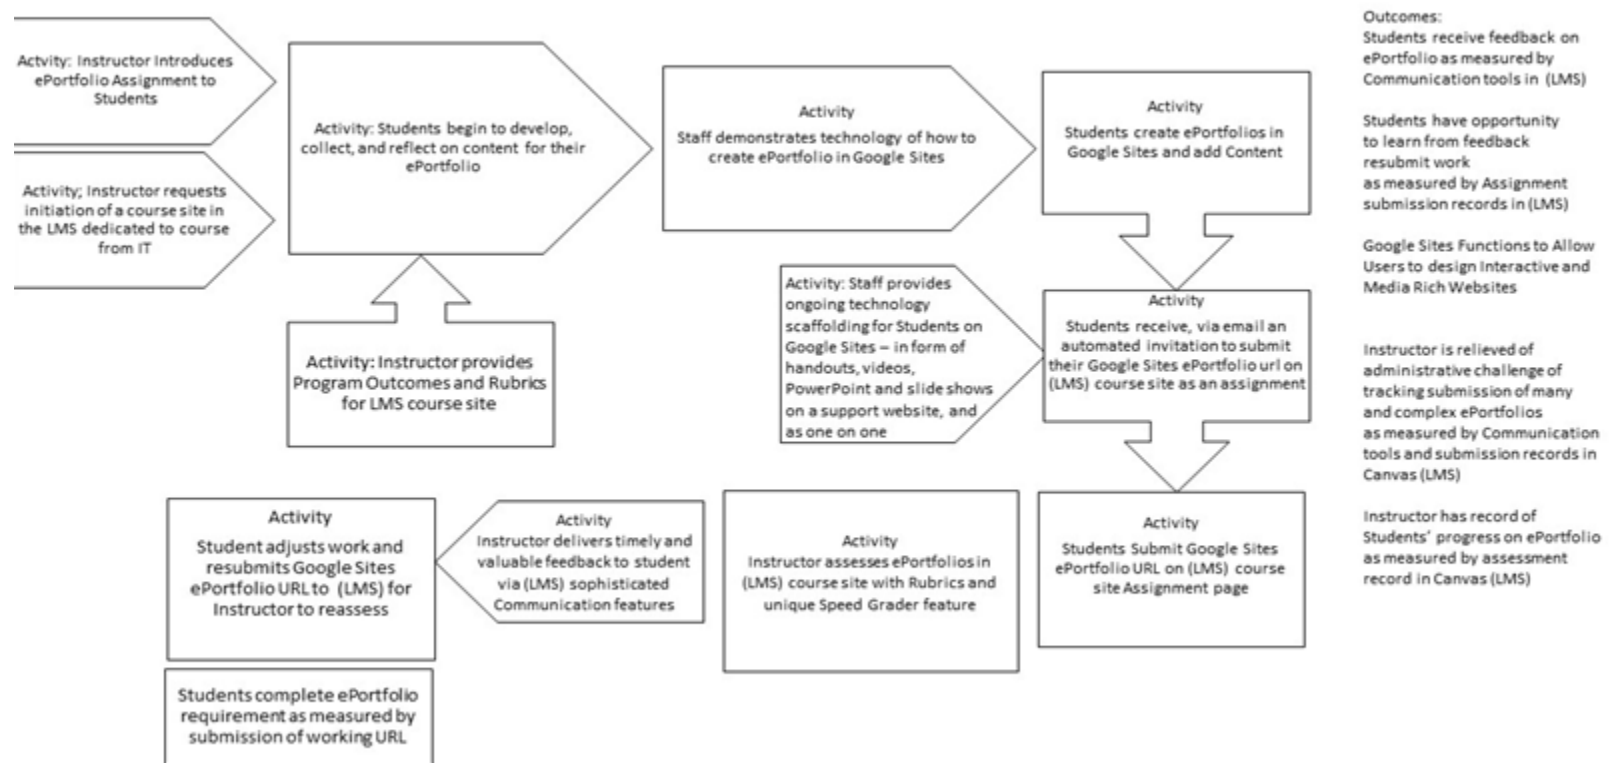 Actvity: Instructor Introduces
ePortfolio Assignment to
Students
Activity; Instructor requests
initiation of a course site in
the LMS dedicated to course
from IT
Activity: Students begin to develop,
collect, and reflect on content for their
ePortfolio
Activity: Instructor provides
Program Outcomes and Rubrics
for LMS course site
Activity
Staff demonstrates technology of how to
create ePortfolio in Google Sites
Activity
Students create ePortfolios in
Google Sites and add Content
Activity: Staff provides
ongoing technology
scaffolding for Students on
Google Sites – in form of
handouts, videos,
PowerPoint and slide shows
on a support website, and
as one on one
Activity
Students receive, via email an
automated invitation to submit
their Google Sites ePortfolio url on
(LMS) course site as an assignment
Activity
Students Submit Google Sites
ePortfolio URL on (LMS) course
site Assignment page
Activity
Instructor assesses ePortfolios in
(LMS) course site with Rubrics and
unique Speed Grader feature
Activity
Instructor delivers timely and
valuable feedback to student
via (LMS) sophisticated
Communication features
Activity
Student adjusts work and
resubmits Google Sites
ePortfolio URL to (LMS) for
Instructor to reassess
Students complete ePortfolio
requirement as measured by
submission of working URL
Outcomes:
Students receive feedback on
ePortfolio as measured by
Communication tools in (LMS)
Students have opportunity
to learn from feedback
resubmit work
as measured by Assignment
submission records in (LMS)
Google Sites Functions to Allow
Users to design Interactive and
Media Rich Websites
Instructor is relieved of
administrative challenge of
tracking submission of many
and complex ePortfolios
as measured by Communication
tools and submission records in
Canvas (LMS)
Instructor has record of
Students' progress on ePortfolio
as measured by assessment
record in Canvas (LMS)